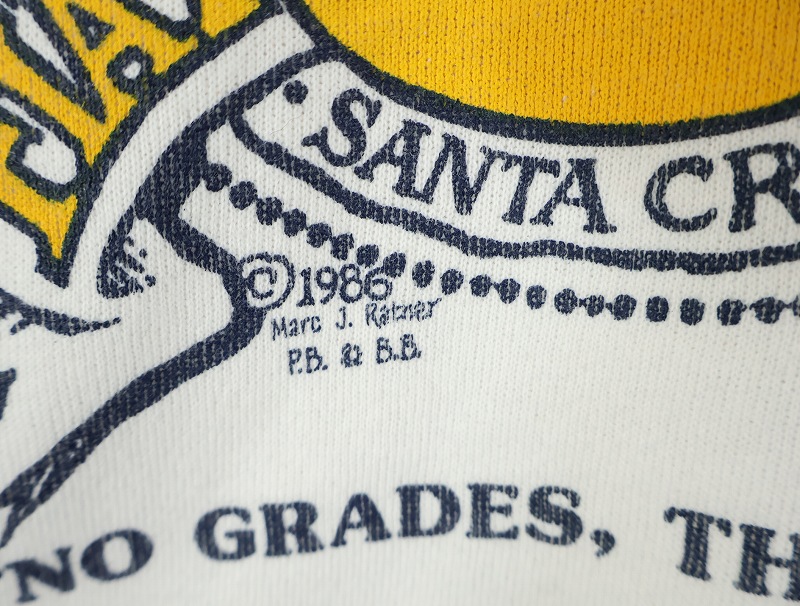 SANTA CR
©1986
Marc J. Ratner
P.B. & B.B.
NO GRADES, TH